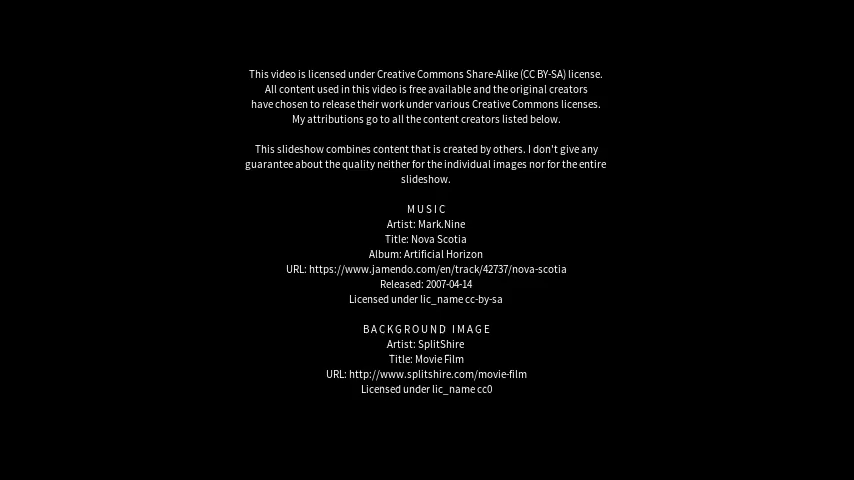 This video is licensed under Creative Commons Share-Alike (CC BY-SA) license.
All content used in this video is free available and the original creators
have chosen to release their work under various Creative Commons licenses.
My attributions go to all the content creators listed below.
This slideshow combines content that is created by others. I don't give any
guarantee about the quality neither for the individual images nor for the entire
slideshow.
MUSIC
Artist: Mark.Nine
Title: Nova Scotia
Album: Artificial Horizon
URL: https://www.jamendo.com/en/track/42737/nova-scotia
Released: 2007-04-14
Licensed under lic_name cc-by-sa
BACKGROUND IMAGE
Artist: SplitShire
Title: Movie Film
URL: http://www.splitshire.com/movie-film
Licensed under lic_name cc0